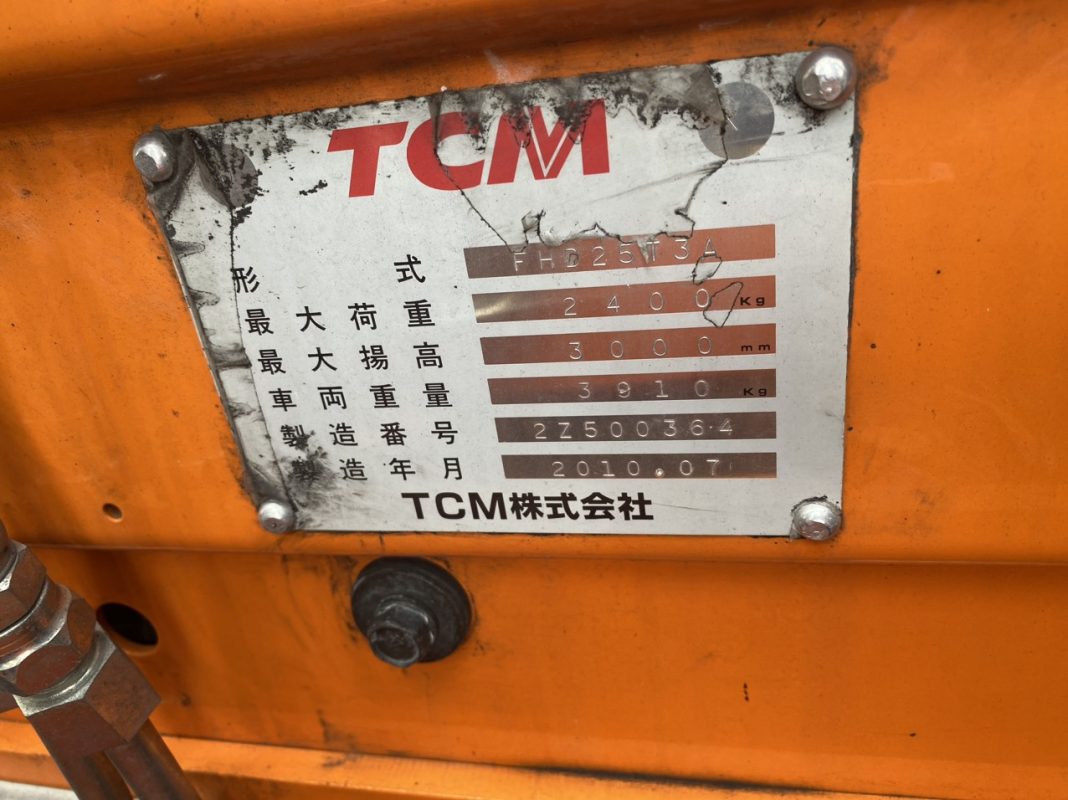 TCM
形式 FHD25T3A
最大荷重 2400 Kg
最大揚高 3000 mm
車両重量 3910 Kg
製造番号 2Z500364
製造年月 2010.07
TCM株式会社